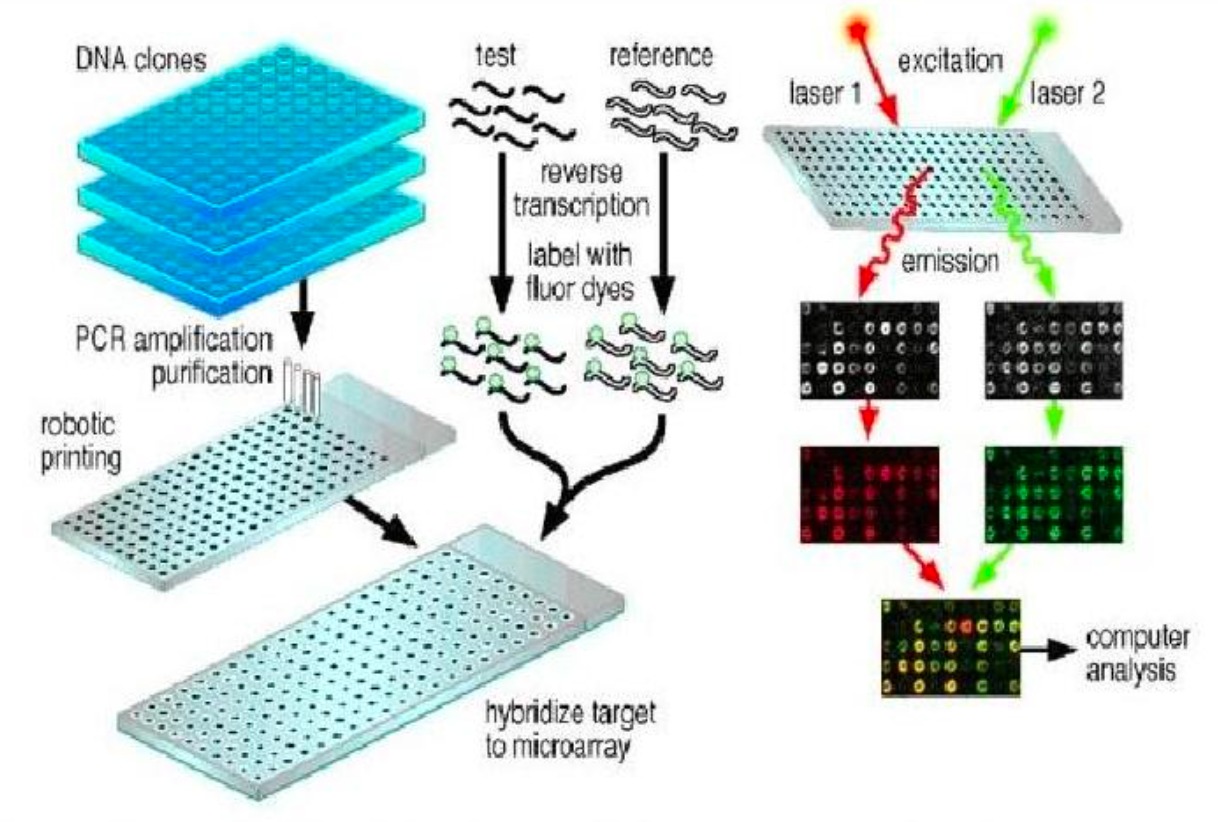 DNA clones
PCR amplification
purification
robotic
printing
test
reference
reverse
transcription
label with
fluor dyes
hybridize target
to microarray
excitation
laser 1
laser 2
emission
computer
analysis